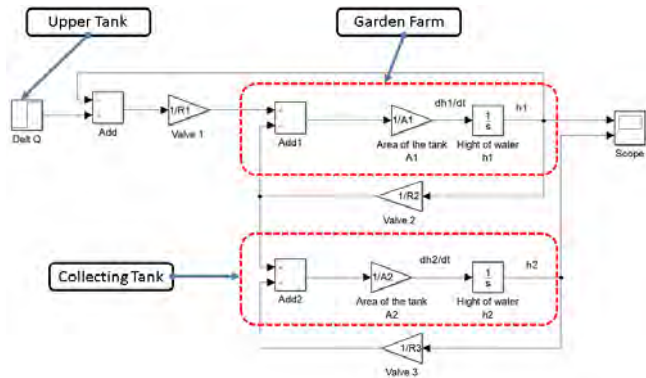 Upper Tank
Garden Farm
Delt Q
Add
1/R1
Valve 1
Add1
1/A1
Area of the tank
A1
dh1/dt
1
s
Hight of water
h1
h1
Scope
1/R2
Valve 2
Collecting Tank
Add2
1/A2
Area of the tank
A2
dh2/dt
1
s
Hight of water
h2
h2
1/R3
Valve 3